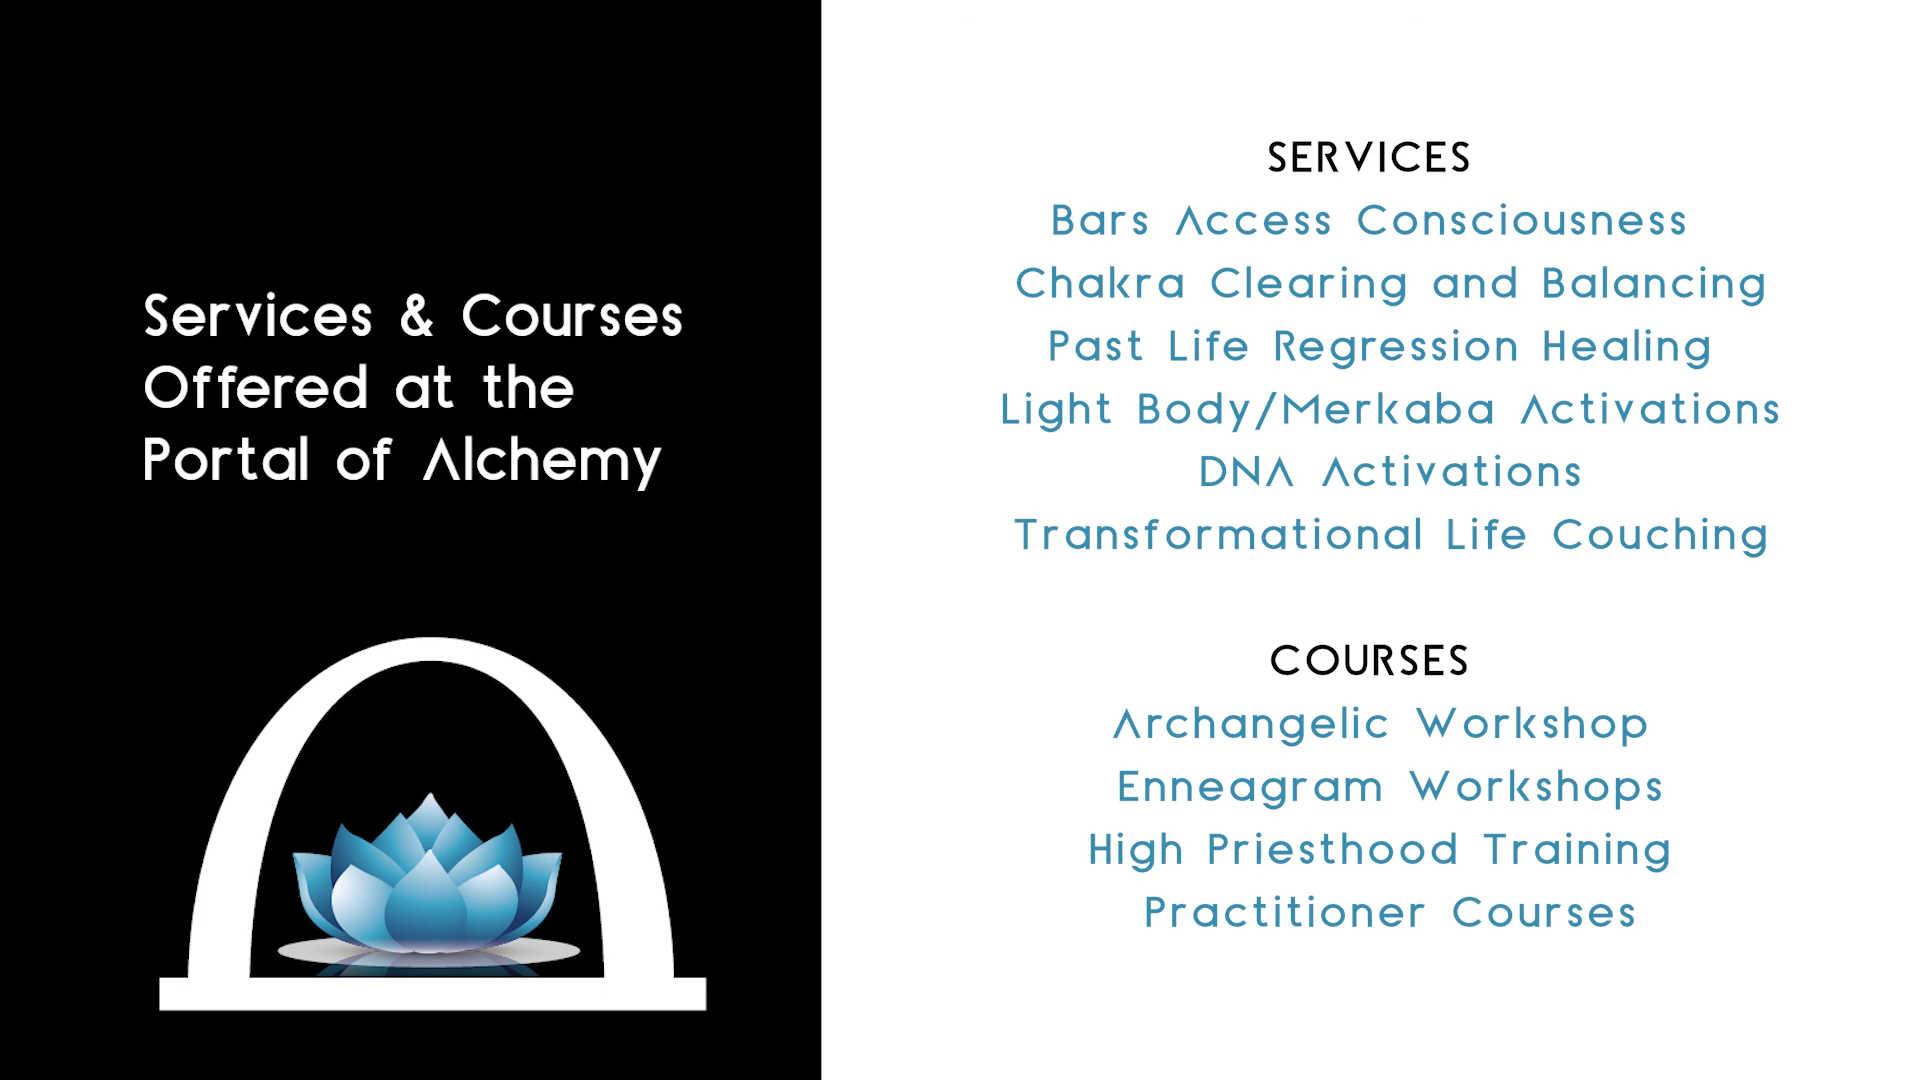 Services & Courses
Offered at the
Portal of Alchemy
SERVICES
Bars Access Consciousness
Chakra Clearing and Balancing
Past Life Regression Healing
Light Body/Merkaba Activations
DNA Activations
Transformational Life Couching
COURSES
Archangelic Workshop
Enneagram Workshops
High Priesthood Training
Practitioner Courses